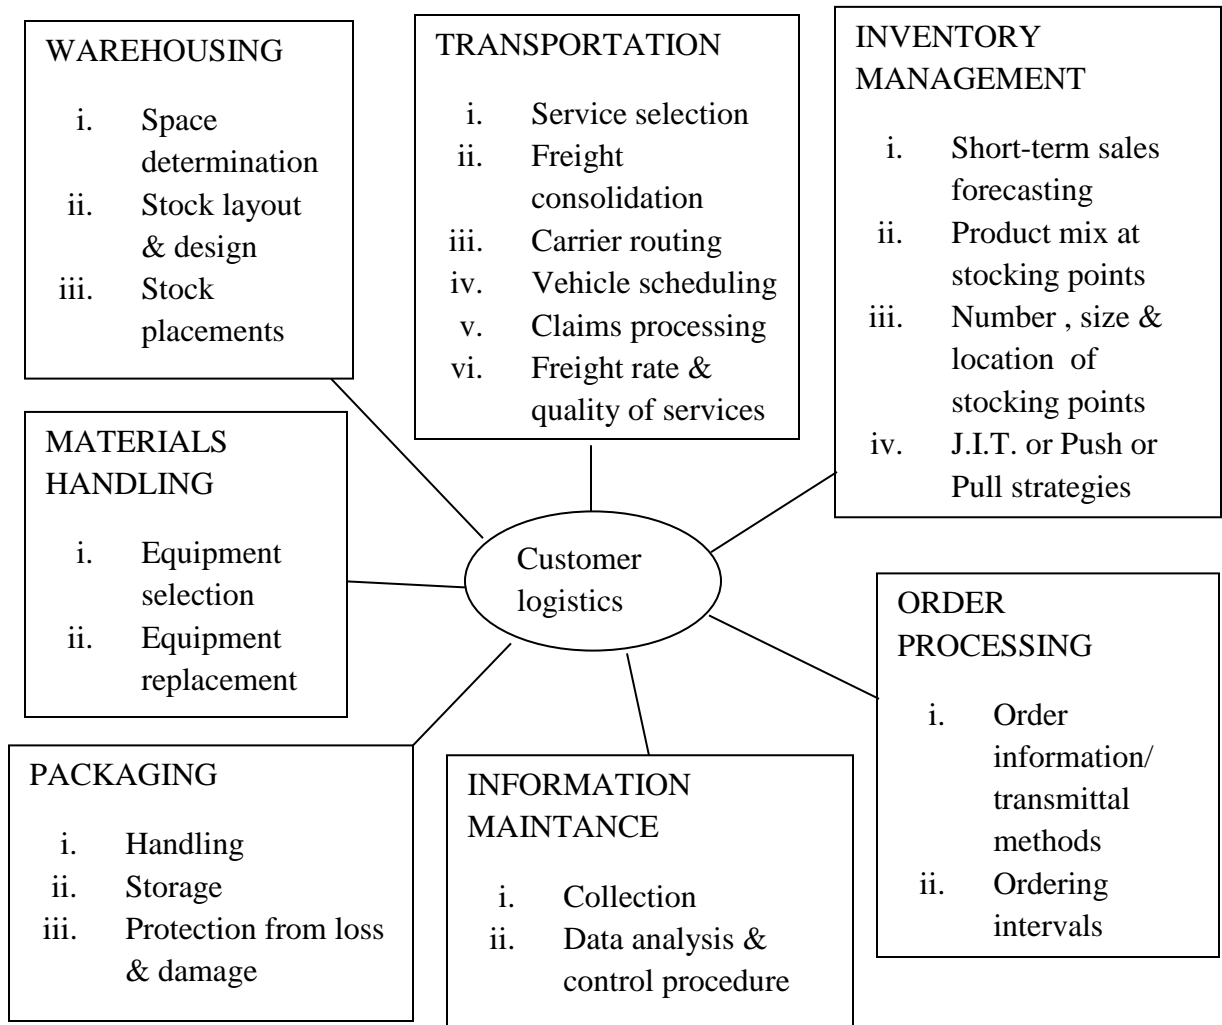 WAREHOUSING
i. Space
determination
ii. Stock layout
& design
iii. Stock
placements
TRANSPORTATION
i. Service selection
ii. Freight
consolidation
iii. Carrier routing
iv. Vehicle scheduling
v. Claims processing
vi. Freight rate &
quality of services
INVENTORY
MANAGEMENT
i. Short-term sales
forecasting
ii. Product mix at
stocking points
iii. Number , size &
location of
stocking points
iv. J.I.T. or Push or
Pull strategies
MATERIALS
HANDLING
i. Equipment
selection
ii. Equipment
replacement
Customer
logistics
ORDER
PROCESSING
i. Order
information/
transmittal
methods
ii. Ordering
intervals
PACKAGING
i. Handling
ii. Storage
iii. Protection from loss
& damage
INFORMATION
MAINTANCE
i. Collection
ii. Data analysis &
control procedure